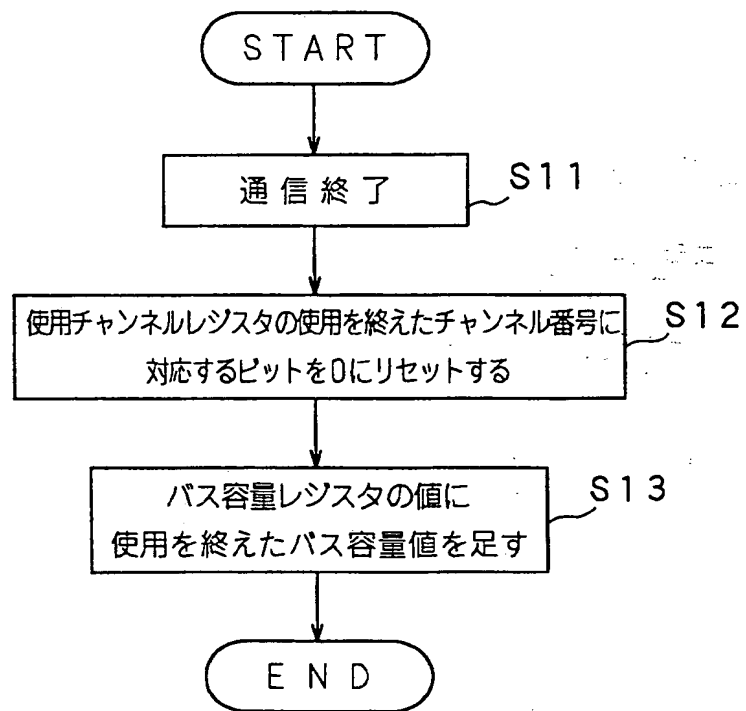 START
通信終了
S11
使用チャンネルレジスタの使用を終えたチャンネル番号に
対応するビットを0にリセットする
S12
バス容量レジスタの値に
使用を終えたバス容量値を足す
S13
END